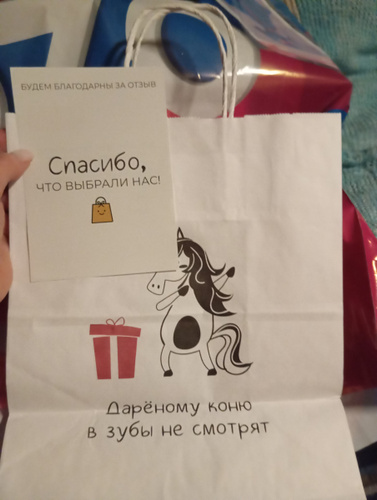 БУДЕМ БЛАГОДАРНЫ ЗА ОТЗЫВ
Спасибо,
ЧТО ВЫБРАЛИ НАС!
Дарёному коню
в зубы не смотрят